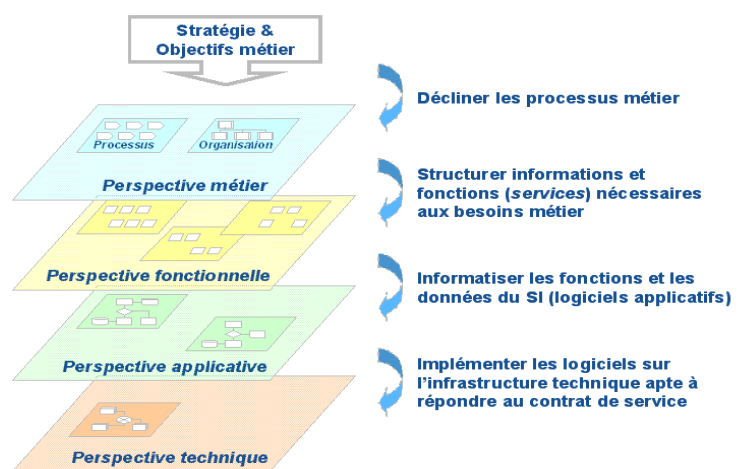 Stratégie &
Objectifs métier
Décliner les processus métier
Processus
Organisation
Perspective métier
Structurer informations et
fonctions (services) nécessaires
aux besoins métier
Perspective fonctionnelle
Informatiser les fonctions et les
données du SI (logiciels applicatifs)
Perspective applicative
Implémenter les logiciels sur
l'infrastructure technique apte à
répondre au contrat de service
Perspective technique